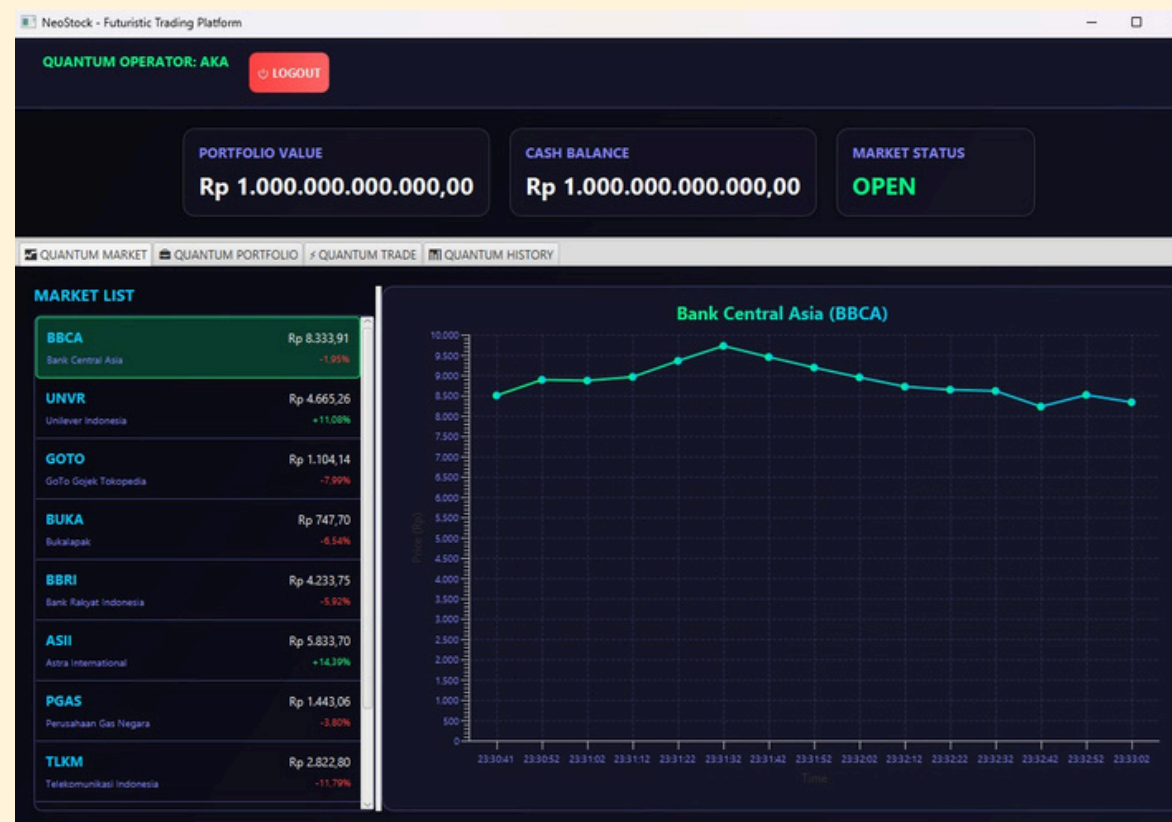 NeoStock - Futuristic Trading Platform
QUANTUM OPERATOR: AKA
LOGOUT
PORTFOLIO VALUE
Rp 1.000.000.000.000,00
CASH BALANCE
Rp 1.000.000.000.000,00
MARKET STATUS
OPEN
QUANTUM MARKET QUANTUM PORTFOLIO QUANTUM TRADE QUANTUM HISTORY
MARKET LIST
BBCA Rp 8.333,91
Bank Central Asia -1,95%
UNVR Rp 4.665,26
Unilever Indonesia +11,08%
GOTO Rp 1.104,14
GoTo Gojek Tokopedia -7,99%
BUKA Rp 747,70
Bukalapak -6,54%
BBRI Rp 4.233,75
Bank Rakyat Indonesia -5,92%
ASII Rp 5.833,70
Astra International +14,39%
PGAS Rp 1.443,06
Perusahaan Gas Negara -3,80%
TLKM Rp 2.822,80
Telekomunikasi Indonesia -11,79%
Bank Central Asia (BBCA)
10.000
9.500
9.000
8.500
8.000
7.500
7.000
6.500
6.000
5.500
5.000
4.500
4.000
3.500
3.000
2.500
2.000
1.500
1.000
500
0
Price (Rp)
23:30:41 23:30:52 23:31:02 23:31:12 23:31:22 23:31:32 23:31:42 23:31:52 23:32:02 23:32:12 23:32:22 23:32:32 23:32:42 23:32:52 23:33:02
Time